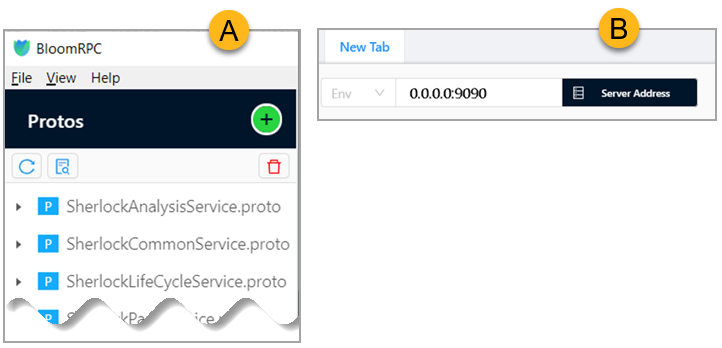 A
BloomRPC
File View Help
Protos
P SherlockAnalysisService.proto
P SherlockCommonService.proto
P SherlockLifeCycleService.proto
B
New Tab
Env 0.0.0.0:9090 Server Address